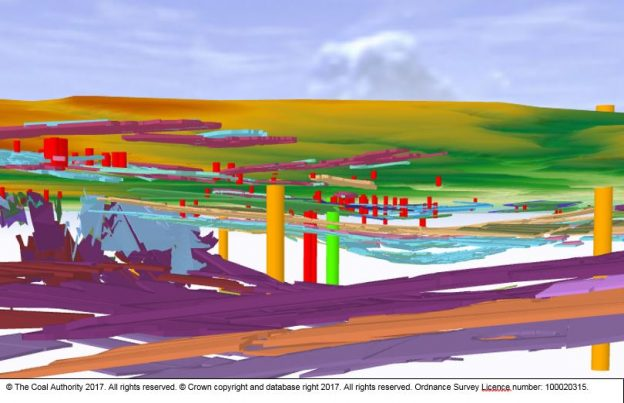 © The Coal Authority 2017. All rights reserved. © Crown copyright and database right 2017. All rights reserved. Ordnance Survey Licence number: 100020315.